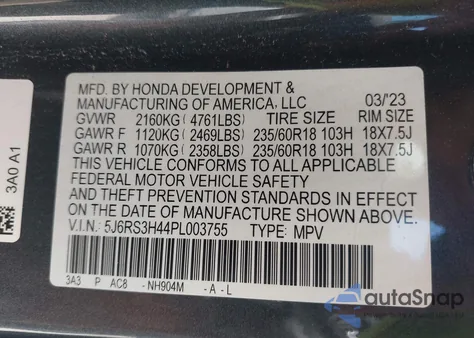 MFD. BY HONDA DEVELOPMENT &
MANUFACTURING OF AMERICA, LLC 03/'23
GVWR 2160KG (4761LBS) TIRE SIZE RIM SIZE
GAWR F 1120KG (2469LBS) 235/60R18 103H 18X7.5J
GAWR R 1070KG (2358LBS) 235/60R18 103H 18X7.5J
THIS VEHICLE CONFORMS TO ALL APPLICABLE
FEDERAL MOTOR VEHICLE SAFETY
AND THEFT PREVENTION STANDARDS IN EFFECT
ON THE DATE OF MANUFACTURE SHOWN ABOVE.
V.I.N: 5J6RS3H44PL003755 TYPE: MPV
3A3 P AC8 - NH904M - A - L
3A0 A1
autoSnap